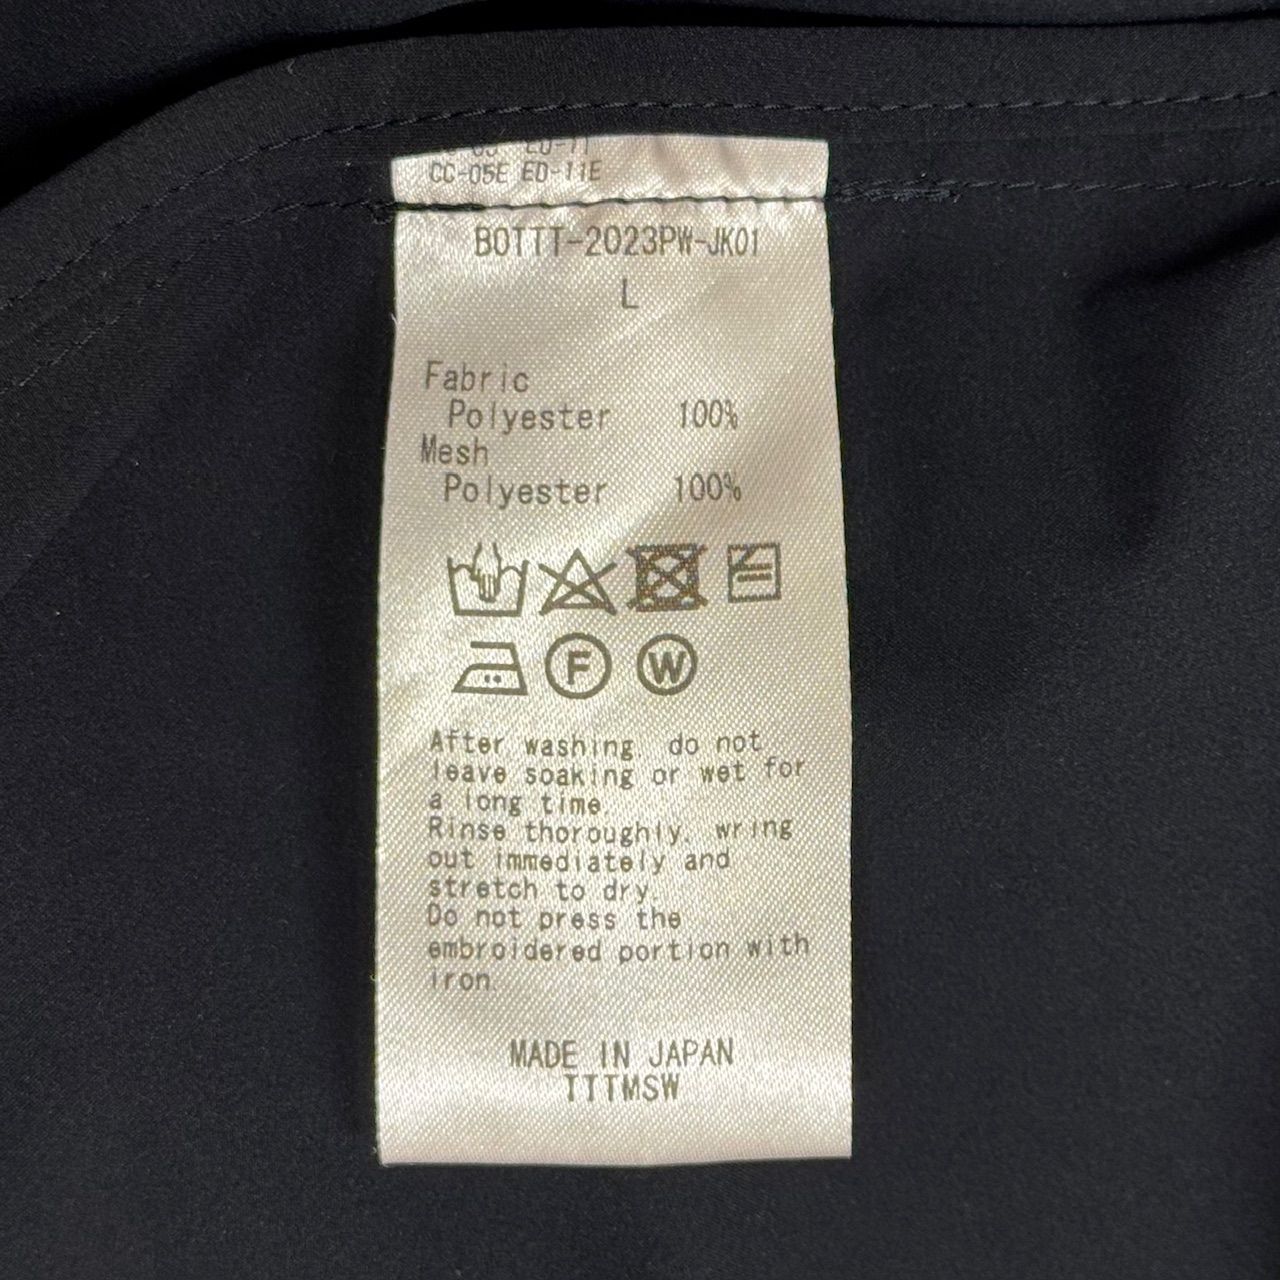 CC-05E ED-11E
BOTTT-2023PW-JK01
L
Fabric
Polyester 100%
Mesh
Polyester 100%
F W
After washing, do not
leave soaking or wet for
a long time.
Rinse thoroughly, wring
out immediately and
stretch to dry.
Do not press the
embroidered portion with
iron.
MADE IN JAPAN
TTTMSW